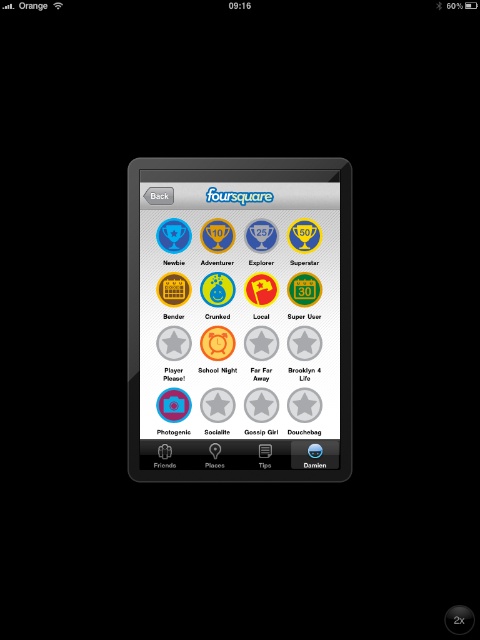 Orange 09:16 60%
Back foursquare
10 25 50
Newbie Adventurer Explorer Superstar
30
Bender Crunked Local Super User
Player Please! School Night Far Far Away Brooklyn 4 Life
Photogenic Socialite Gossip Girl Douchebag
Friends Places Tips Damien
2x